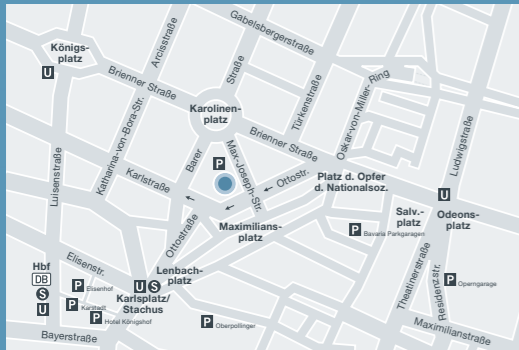 Gabelsbergerstraße
Königs-
platz
U
Arcisstraße
Straße
Türkenstraße
Oskar-von-Miller-Ring
Brienner Straße
Karolinen-
platz
Brienner Straße
Ludwigstraße
Luisenstraße
Katharina-von-Bora-Str.
Barer
P
Max-Joseph-Str.
Karlstraße
Ottostr.
Platz d. Opfer
d. Nationalsoz.
U
Odeons-
platz
Salv.-
platz
Ottostraße
Maximilians-
platz
P Bavaria Parkgaragen
Theatinerstraße
Residenzstr.
Elisenstr.
Lenbach-
platz
Hbf
DB
S
U
P Elisenhof
U S
Karlsplatz/
Stachus
P Operngarage
P Karstadt
P Hotel Königshof
P Oberpollinger
Bayerstraße
Maximilianstraße